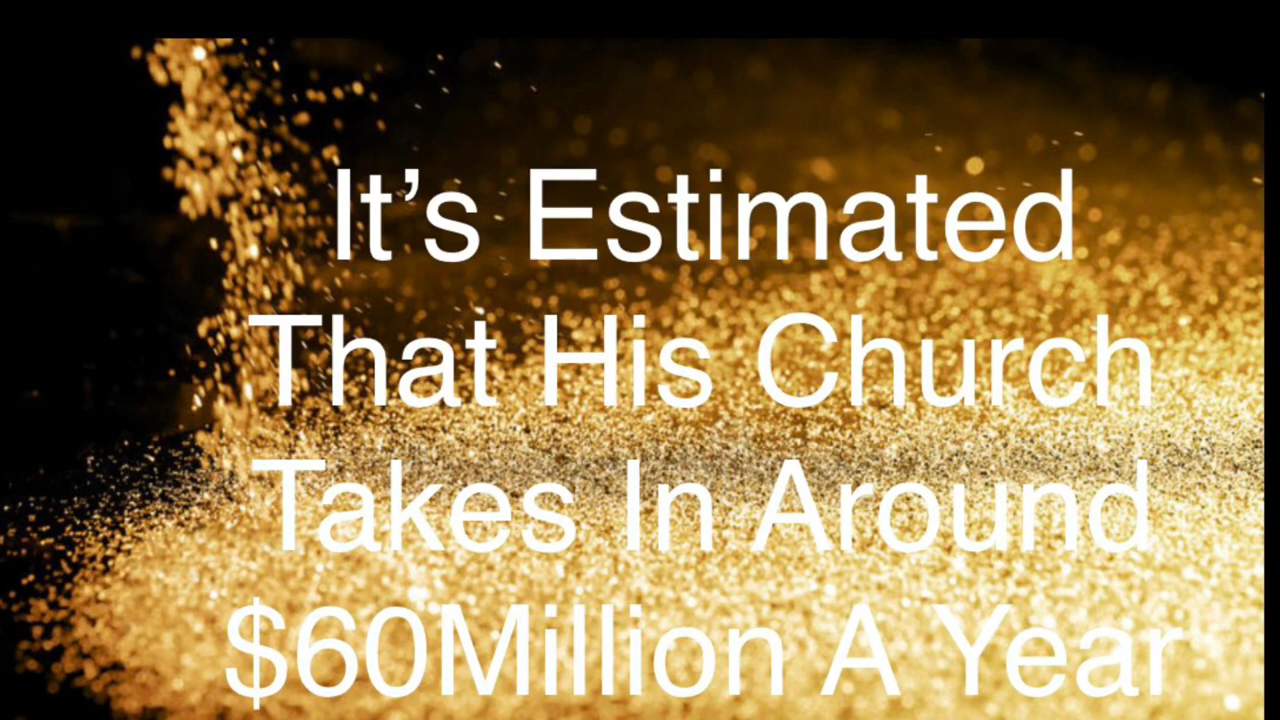 It’s Estimated
That His Church
Takes In Around
$60Million A Year